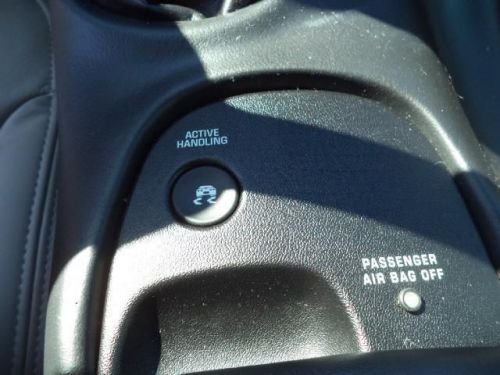 ACTIVE
HANDLING
PASSENGER
AIR BAG OFF